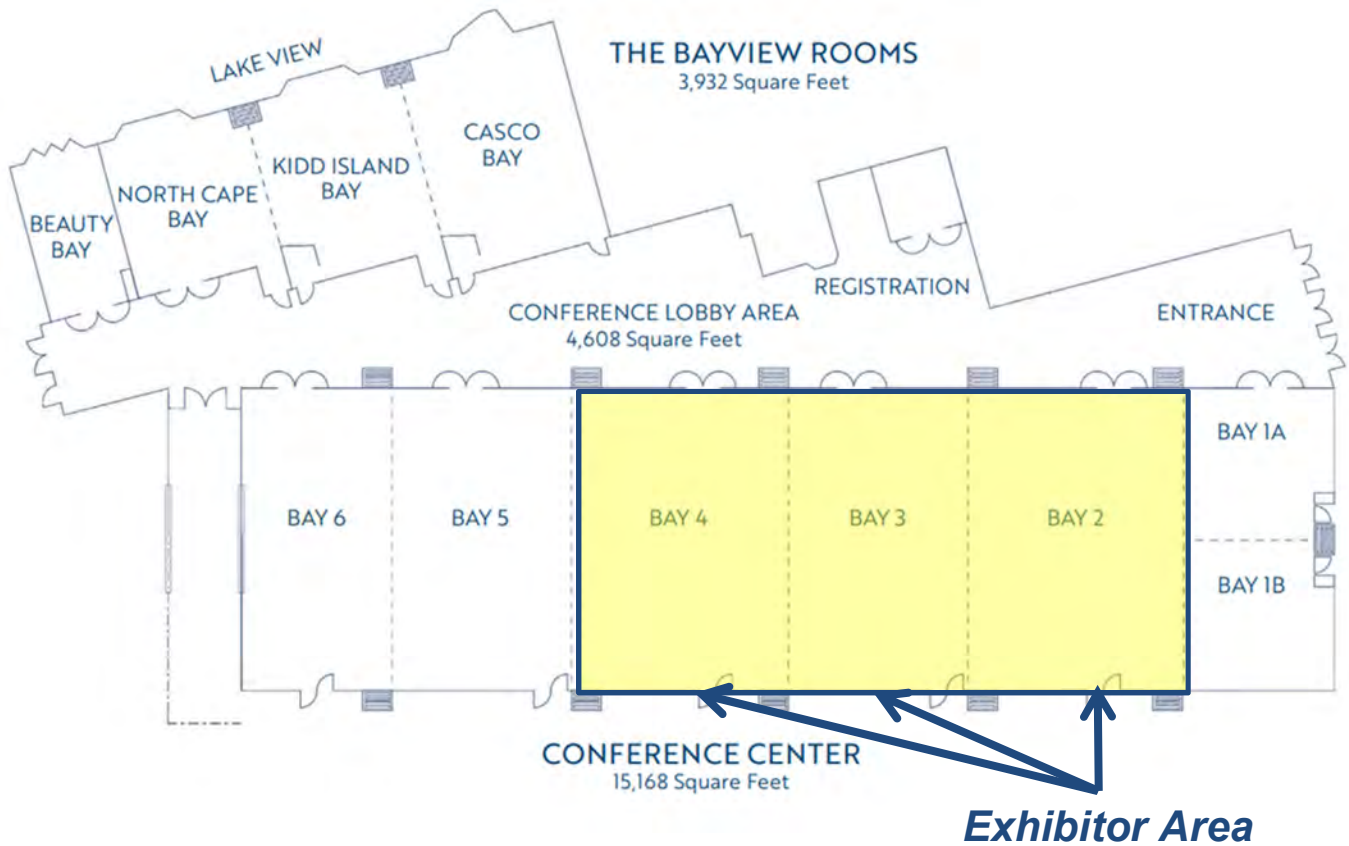 LAKE VIEW
THE BAYVIEW ROOMS
3,932 Square Feet
CASCO
BAY
KIDD ISLAND
BAY
NORTH CAPE
BAY
BEAUTY
BAY
REGISTRATION
CONFERENCE LOBBY AREA
4,608 Square Feet
ENTRANCE
BAY 1A
BAY 6
BAY 5
BAY 4
BAY 3
BAY 2
BAY 1B
CONFERENCE CENTER
15,168 Square Feet
Exhibitor Area